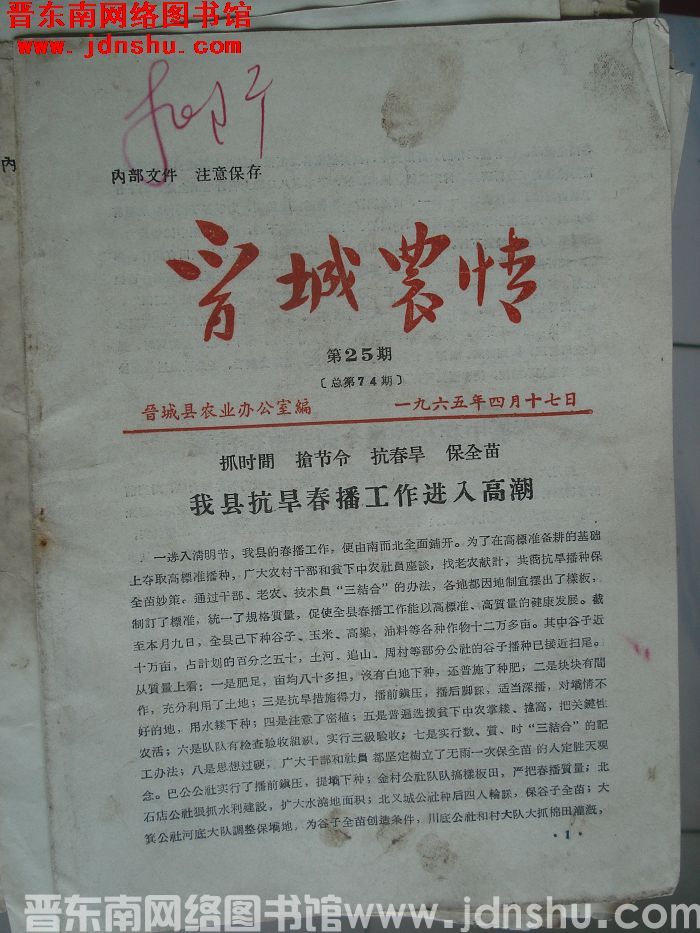 晋东南网络图书馆
www.jdnshu.com
內部文件 注意保存
晋城農情
第25期
〔总第74期〕
晉城县农业办公室編 一九六五年四月十七日
抓时間 搶节令 抗春旱 保全苗
我县抗旱春播工作进入高潮
一进入淸明节,我县的春播工作,便由南而北全面鋪开。为了在高標准备耕的基础
上夺取高標准播种,广大农村干部和贫下中农社員座談,找老农献計,共商抗旱播种保
全苗妙策。通过干部、老农、技术員“三結合”的办法,各地都因地制宜摆出了样板,
制訂了標准,統一了規格質量,促使全县春播工作能以高標准、高質量的健康发展。截
至本月九日,全县已下种谷子、玉米、高粱,油料等各种作物十二万多亩。其中谷子近
十万亩,占計划的百分之五十,土河、追山。周村等部分公社的谷子播种已接近扫尾。
从質量上看:一是肥足,亩均八十多担,沒有白地下种,还普施了种肥;二是块块有間
作,充分利用了土地;三是抗旱措施得力,播前鎭压,播后脚踩,适当深播,对墒情不
好的地,用水耧下种;四是注意了密植;五是普遍选拨贫下中农掌耧、搶窩,把关鍵性
农活;六是队队有检查驗收組织,实行三級驗收;七是实行数、質、时“三結合”的記
工办法;八是思想过硬,广大干部和社員都坚定樹立了无雨一次保全苗的人定胜天覌
念。巴公公社实行了播前鎭压,提墒下种;金村公社队队搞样板田,严把春播質量;北
石店公社狠抓水利建設,扩大水澆地面积;北义城公社种后四人輪踩,保谷子全苗;大
箕公社河底大队調整保墒地,为谷子全苗创造条件,川底公社和村大队大抓棉田灌溉,
·1·
晋东南网络图书馆 www.jdnshu.com
內